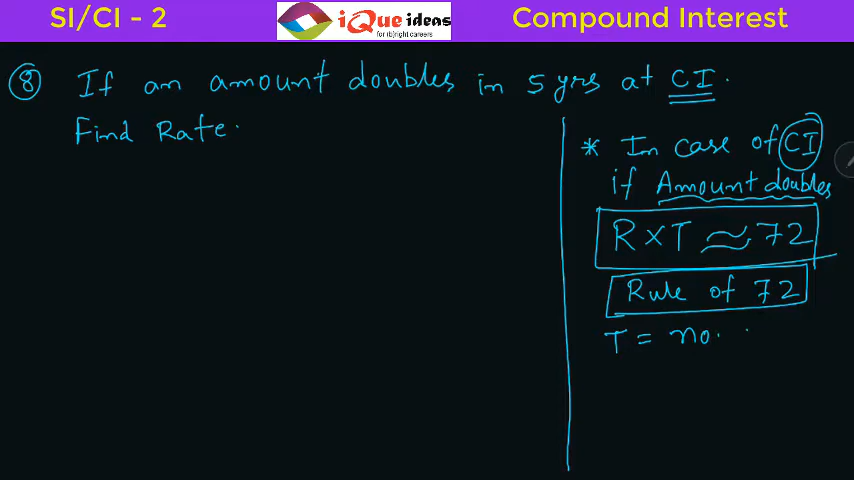 SI/CI - 2
iQue ideas
for ib)right careers
Compound Interest
8 If an amount doubles in 5 yrs at CI.
Find Rate.
* In case of CI
if Amount doubles
R×T ≈ 72
Rule of 72
T = no.